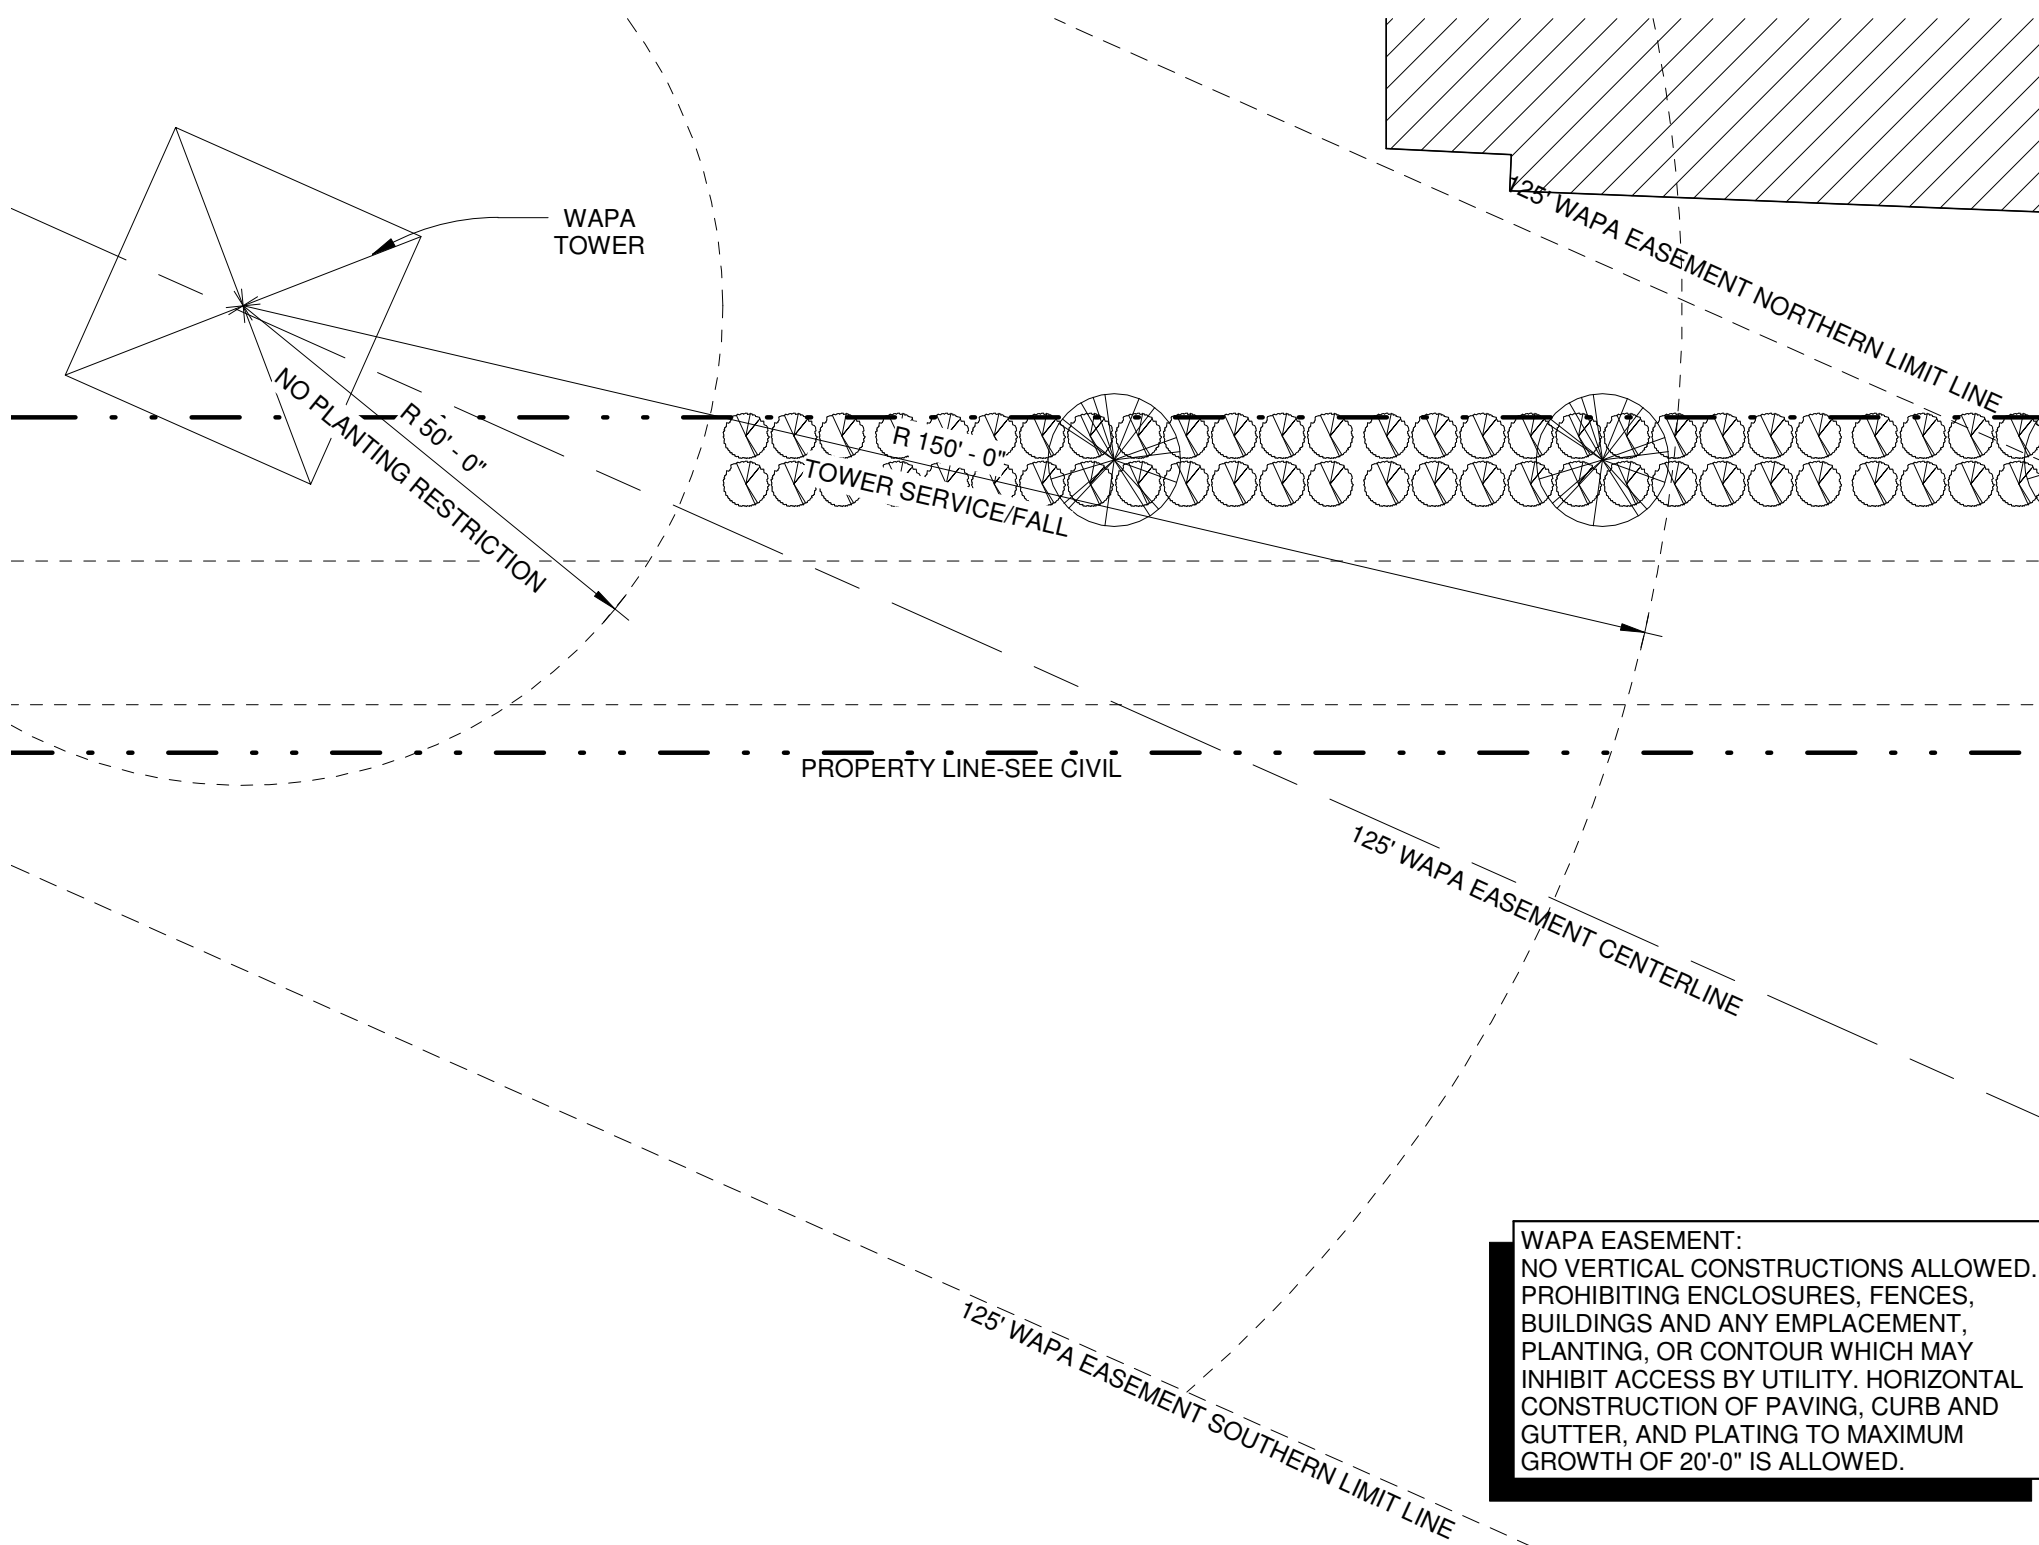 WAPA
TOWER
125' WAPA EASEMENT NORTHERN LIMIT LINE
R 50' - 0"
NO PLANTING RESTRICTION
R 150' - 0"
TOWER SERVICE/FALL
PROPERTY LINE-SEE CIVIL
125' WAPA EASEMENT CENTERLINE
125' WAPA EASEMENT SOUTHERN LIMIT LINE
WAPA EASEMENT:
NO VERTICAL CONSTRUCTIONS ALLOWED.
PROHIBITING ENCLOSURES, FENCES,
BUILDINGS AND ANY EMPLACEMENT,
PLANTING, OR CONTOUR WHICH MAY
INHIBIT ACCESS BY UTILITY. HORIZONTAL
CONSTRUCTION OF PAVING, CURB AND
GUTTER, AND PLATING TO MAXIMUM
GROWTH OF 20'-0" IS ALLOWED.